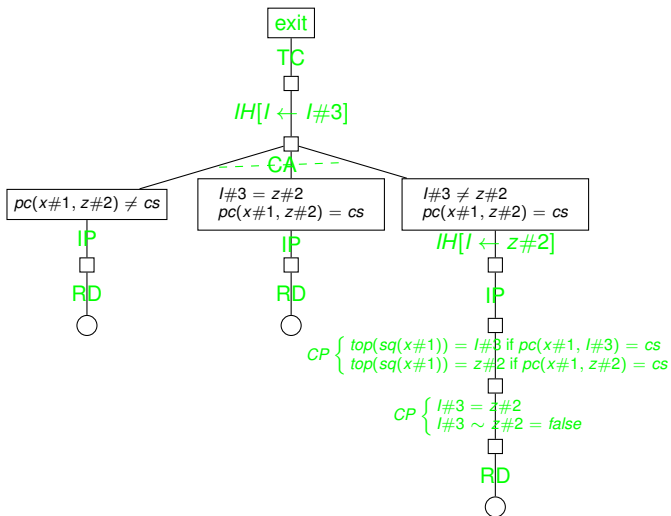 exit
TC
IH[I ← I#3]
CA
pc(x#1, z#2) ≠ cs
I#3 = z#2
pc(x#1, z#2) = cs
I#3 ≠ z#2
pc(x#1, z#2) = cs
IP
IP
IH[I ← z#2]
RD
RD
IP
CP { top(sq(x#1)) = I#3 if pc(x#1, I#3) = cs
top(sq(x#1)) = z#2 if pc(x#1, z#2) = cs
CP { I#3 = z#2
I#3 ∼ z#2 = false
RD